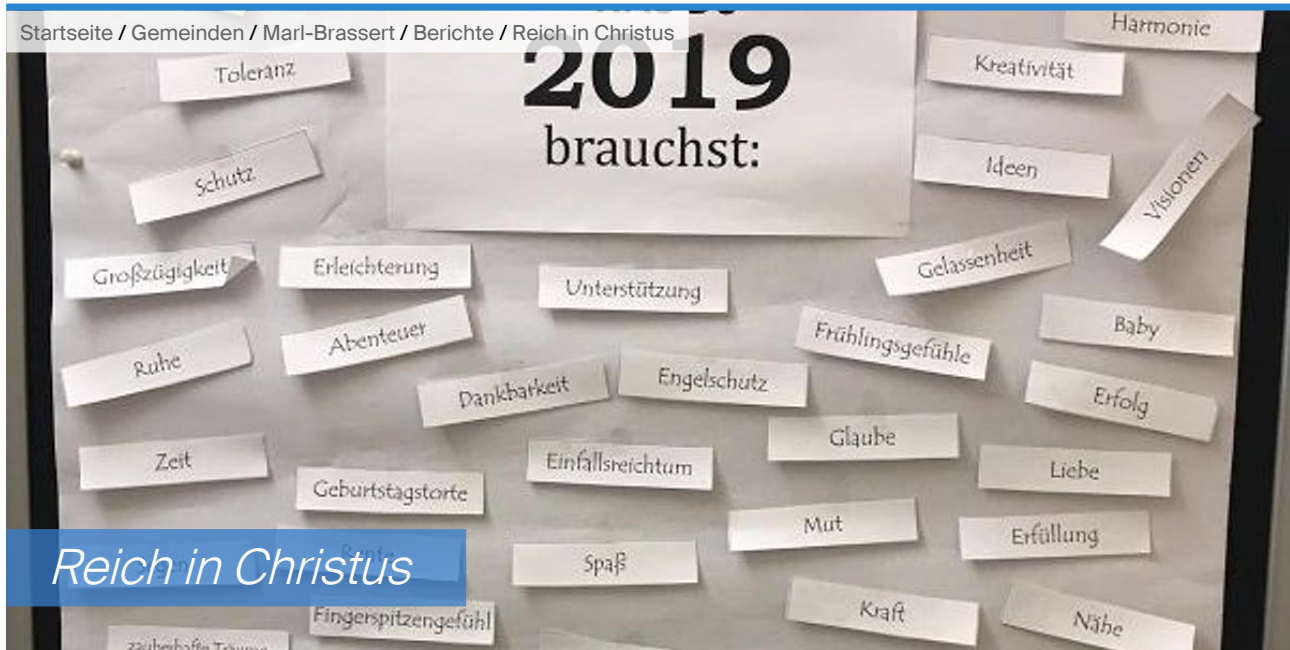 Startseite / Gemeinden / Marl-Brassert / Berichte / Reich in Christus
Harmonie
2019
brauchst:
Toleranz
Kreativität
Schutz
Ideen
Visionen
Großzügigkeit
Erleichterung
Unterstützung
Gelassenheit
Ruhe
Abenteuer
Frühlingsgefühle
Baby
Dankbarkeit
Engelschutz
Erfolg
Zeit
Einfallsreichtum
Glaube
Liebe
Geburtstagstorte
Mut
Erfüllung
Reich in Christus
Spaß
Fingerspitzengefühl
Kraft
Nähe